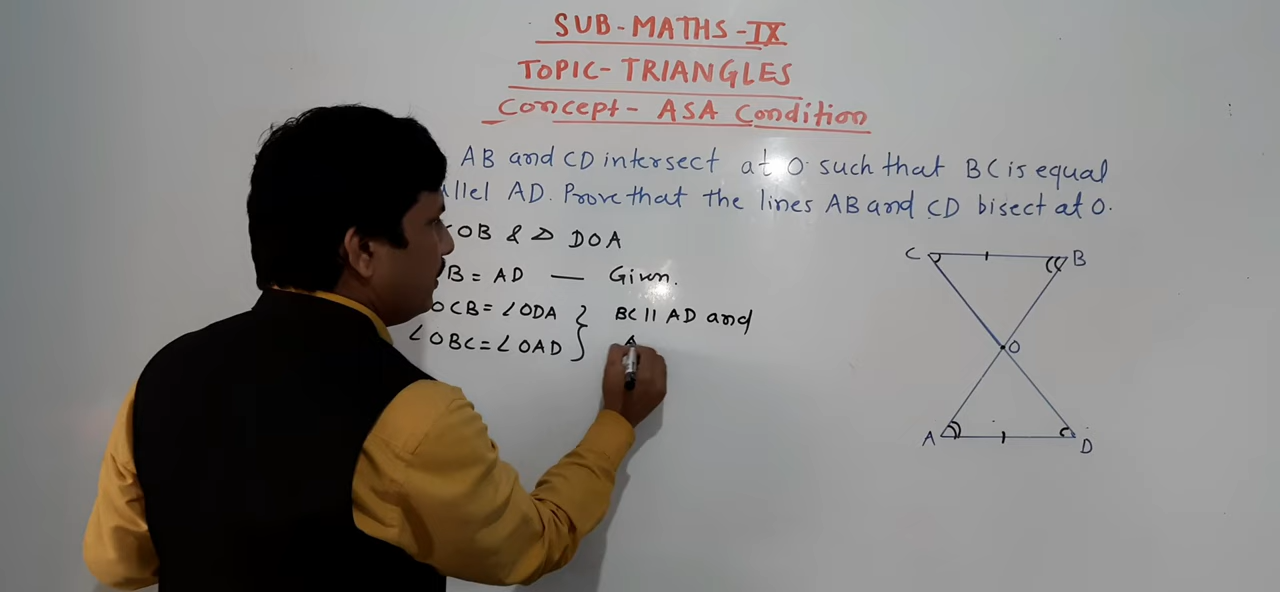 SUB-MATHS-IX
TOPIC-TRIANGLES
Concept- ASA Condition
AB and CD intersect at O. such that BC is equal
AD. Prove that the lines AB and CD bisect at O.
OB & Δ DOA
B = AD — Given.
OCB = ∠ODA } BC || AD and
∠OBC = ∠OAD
C
B
O
A
D